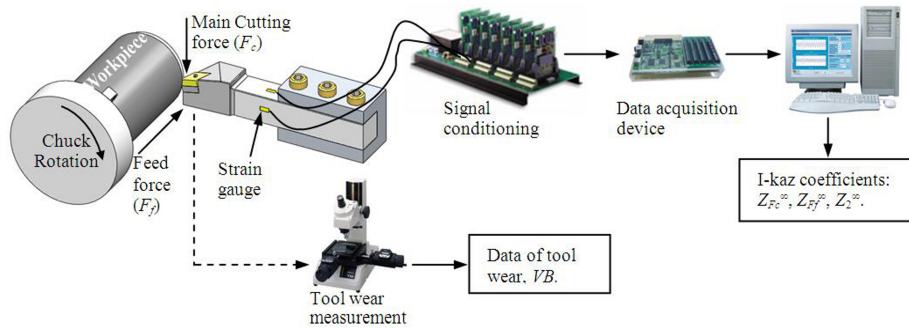 Main Cutting
force (Fc)
Workpiece
Chuck
Rotation
Feed
force
(Ff)
Strain
gauge
Signal
conditioning
Data acquisition
device
I-kaz coefficients:
ZFc∞, ZFf∞, Z2∞.
Tool wear
measurement
Data of tool
wear, VB.